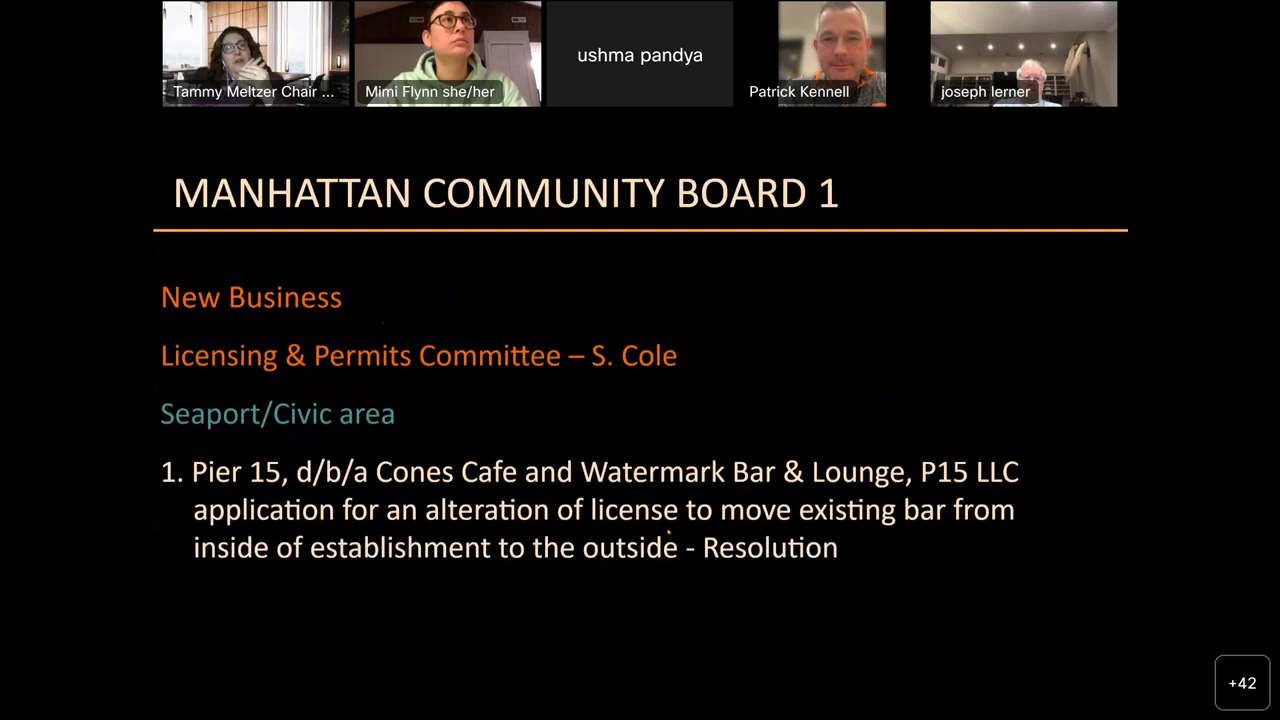 Tammy Meltzer Chair ...
Mimi Flynn she/her
ushma pandya
Patrick Kennell
joseph lerner
MANHATTAN COMMUNITY BOARD 1
New Business
Licensing & Permits Committee – S. Cole
Seaport/Civic area
1. Pier 15, d/b/a Cones Cafe and Watermark Bar & Lounge, P15 LLC
application for an alteration of license to move existing bar from
inside of establishment to the outside - Resolution
+42